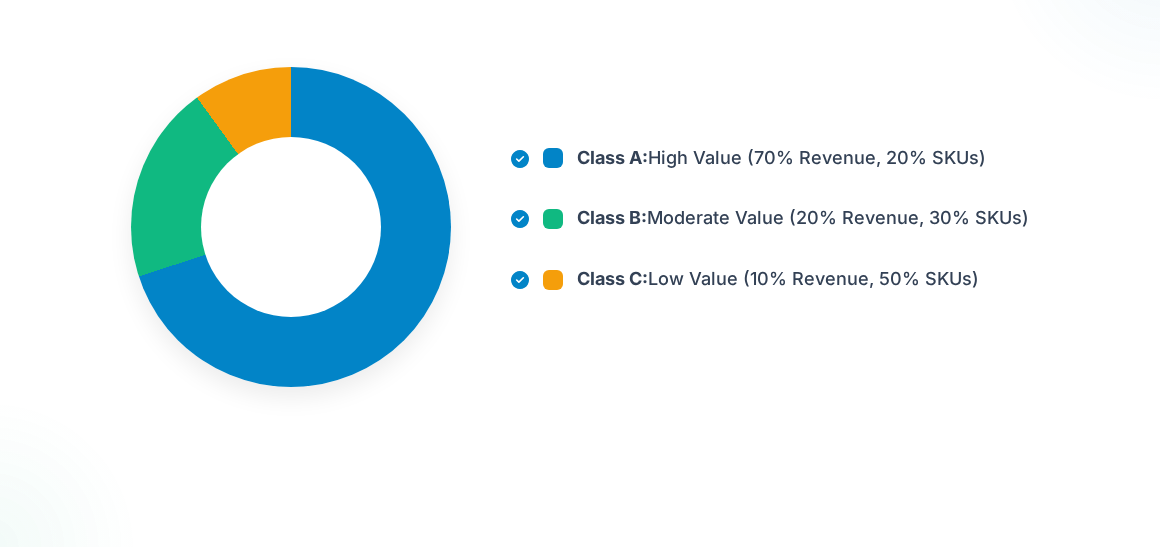 Class A:High Value (70% Revenue, 20% SKUs)
Class B:Moderate Value (20% Revenue, 30% SKUs)
Class C:Low Value (10% Revenue, 50% SKUs)